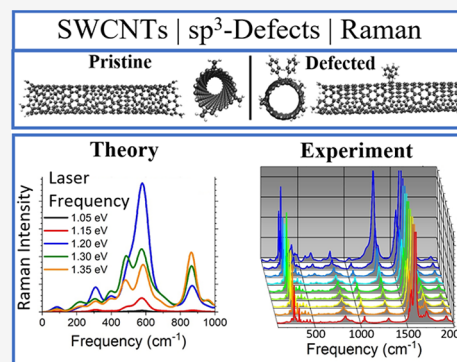 SWCNTs | sp³-Defects | Raman
Pristine
Defected
Theory
Experiment
Raman Intensity
Laser
Frequency
1.05 eV
1.15 eV
1.20 eV
1.30 eV
1.35 eV
0 200 400 600 800 1000
Frequency (cm⁻¹)
500 1000 1500
Frequency (cm⁻¹)